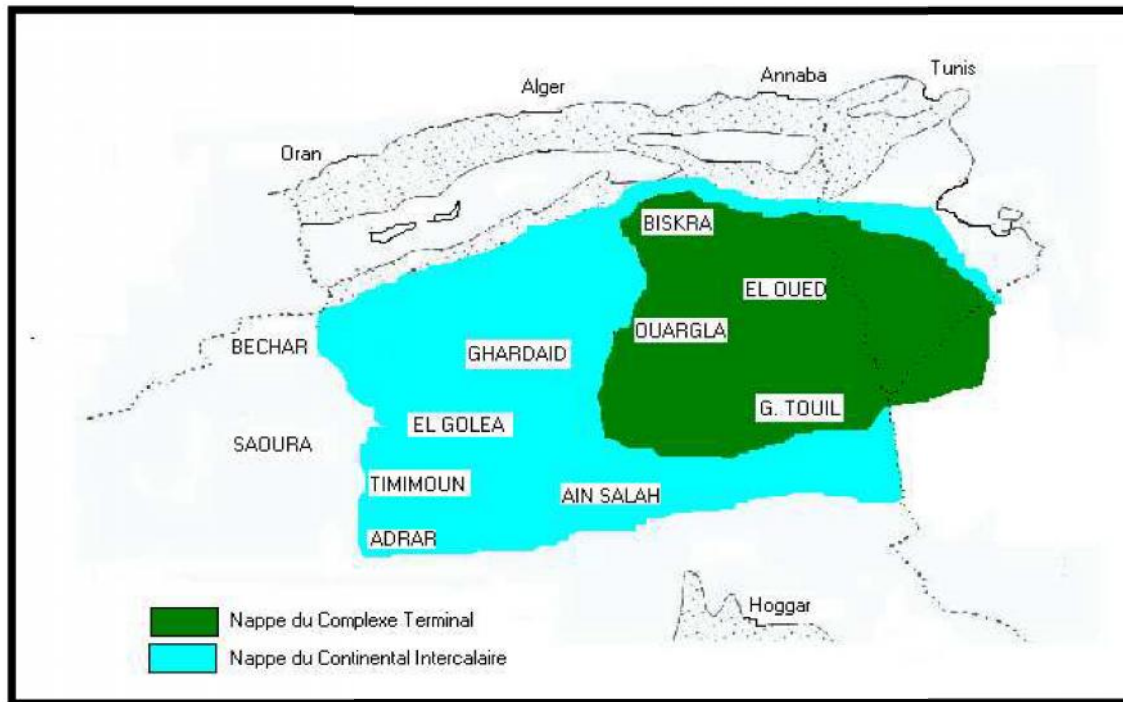 Tunis
Annaba
Alger
Oran
BISKRA
EL OUED
OUARGLA
BECHAR
GHARDAID
G. TOUIL
EL GOLEA
SAOURA
TIMIMOUN
AIN SALAH
ADRAR
Hoggar
Nappe du Complexe Terminal
Nappe du Continental Intercalaire